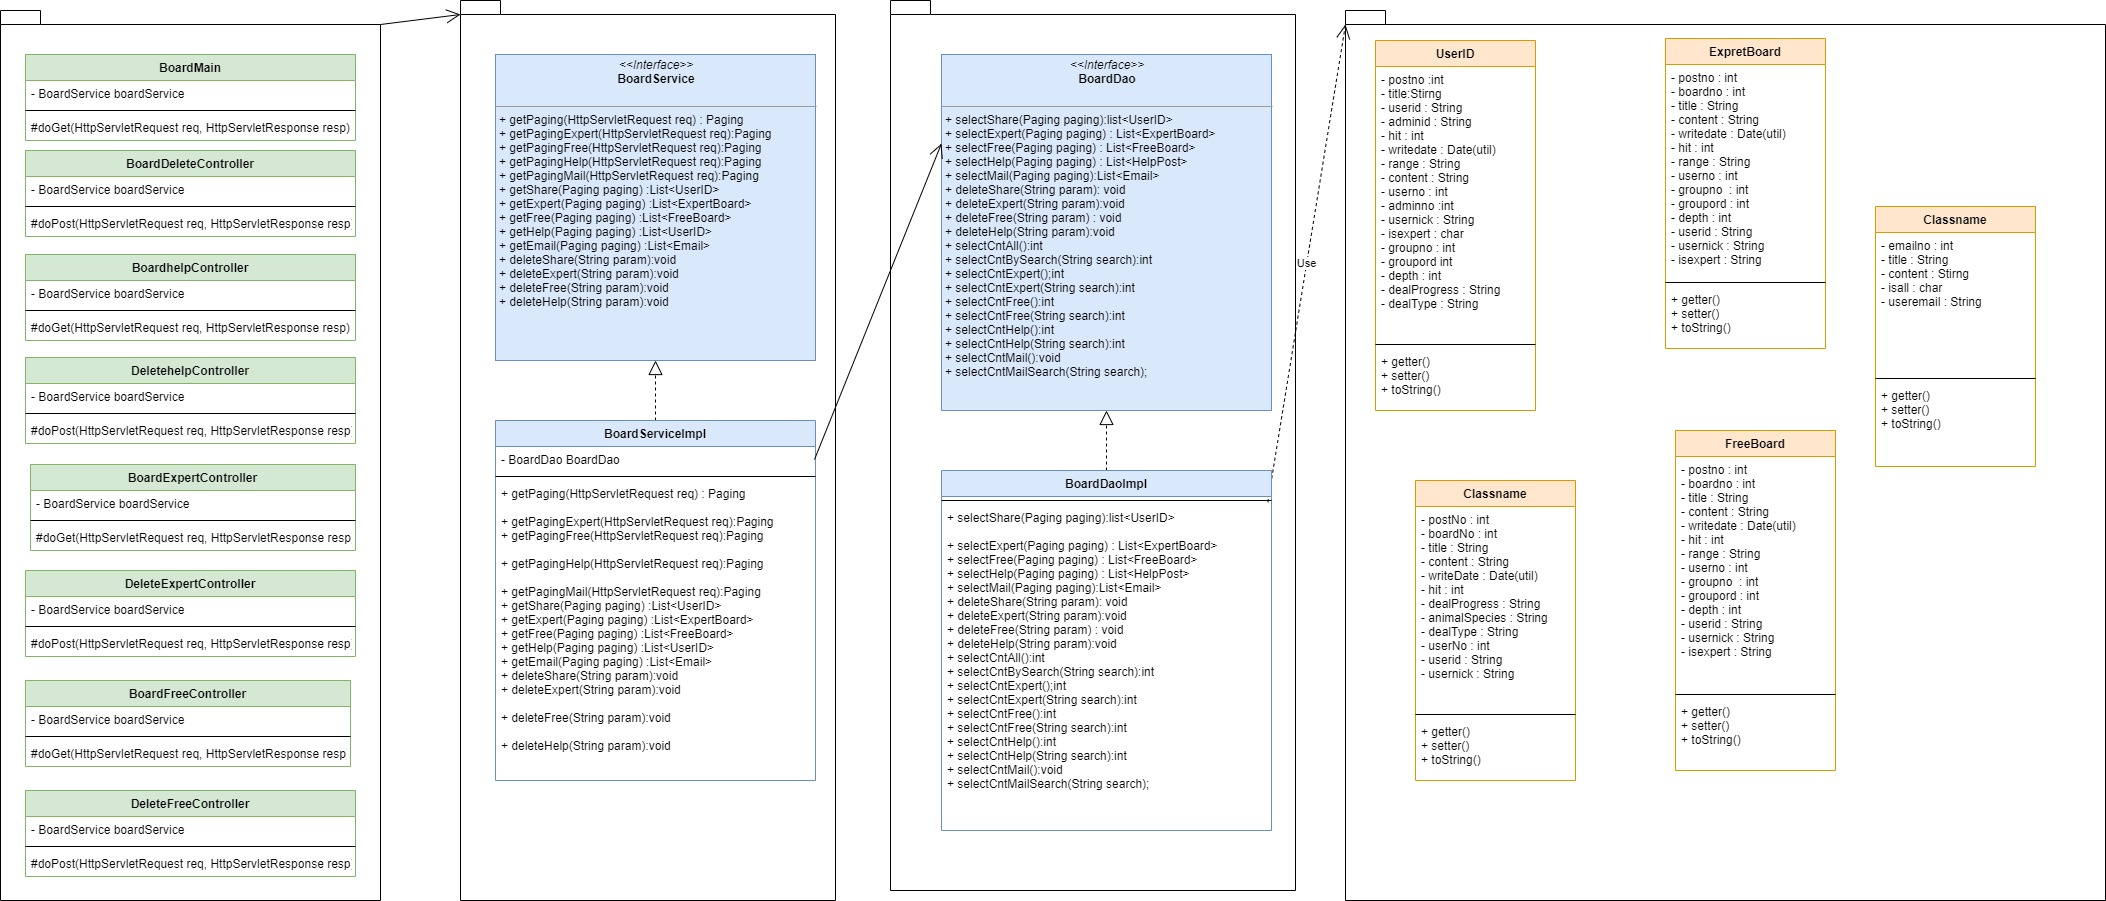 BoardMain
- BoardService boardService
#doGet(HttpServletRequest req, HttpServletResponse resp)
BoardDeleteController
- BoardService boardService
#doPost(HttpServletRequest req, HttpServletResponse resp
BoardhelpController
- BoardService boardService
#doGet(HttpServletRequest req, HttpServletResponse resp)
DeletehelpController
- BoardService boardService
#doPost(HttpServletRequest req, HttpServletResponse resp
BoardExpertController
- BoardService boardService
#doGet(HttpServletRequest req, HttpServletResponse resp
DeleteExpertController
- BoardService boardService
#doPost(HttpServletRequest req, HttpServletResponse resp
BoardFreeController
- BoardService boardService
#doGet(HttpServletRequest req, HttpServletResponse resp
DeleteFreeController
- BoardService boardService
#doPost(HttpServletRequest req, HttpServletResponse resp
<<Interface>>
BoardService
+ getPaging(HttpServletRequest req) : Paging
+ getPagingExpert(HttpServletRequest req):Paging
+ getPagingFree(HttpServletRequest req):Paging
+ getPagingHelp(HttpServletRequest req):Paging
+ getPagingMail(HttpServletRequest req):Paging
+ getShare(Paging paging) :List<UserID>
+ getExpert(Paging paging) :List<ExpertBoard>
+ getFree(Paging paging) :List<FreeBoard>
+ getHelp(Paging paging) :List<UserID>
+ getEmail(Paging paging) :List<Email>
+ deleteShare(String param):void
+ deleteExpert(String param):void
+ deleteFree(String param):void
+ deleteHelp(String param):void
BoardServiceImpl
- BoardDao BoardDao
+ getPaging(HttpServletRequest req) : Paging
+ getPagingExpert(HttpServletRequest req):Paging
+ getPagingFree(HttpServletRequest req):Paging
+ getPagingHelp(HttpServletRequest req):Paging
+ getPagingMail(HttpServletRequest req):Paging
+ getShare(Paging paging) :List<UserID>
+ getExpert(Paging paging) :List<ExpertBoard>
+ getFree(Paging paging) :List<FreeBoard>
+ getHelp(Paging paging) :List<UserID>
+ getEmail(Paging paging) :List<Email>
+ deleteShare(String param):void
+ deleteExpert(String param):void
+ deleteFree(String param):void
+ deleteHelp(String param):void
<<Interface>>
BoardDao
+ selectShare(Paging paging):list<UserID>
+ selectExpert(Paging paging) : List<ExpertBoard>
+ selectFree(Paging paging) : List<FreeBoard>
+ selectHelp(Paging paging) : List<HelpPost>
+ selectMail(Paging paging):List<Email>
+ deleteShare(String param): void
+ deleteExpert(String param):void
+ deleteFree(String param) : void
+ deleteHelp(String param):void
+ selectCntAll():int
+ selectCntBySearch(String search):int
+ selectCntExpert();int
+ selectCntExpert(String search):int
+ selectCntFree():int
+ selectCntFree(String search):int
+ selectCntHelp():int
+ selectCntHelp(String search):int
+ selectCntMail():void
+ selectCntMailSearch(String search);
BoardDaoImpl
+ selectShare(Paging paging):list<UserID>
+ selectExpert(Paging paging) : List<ExpertBoard>
+ selectFree(Paging paging) : List<FreeBoard>
+ selectHelp(Paging paging) : List<HelpPost>
+ selectMail(Paging paging):List<Email>
+ deleteShare(String param): void
+ deleteExpert(String param):void
+ deleteFree(String param) : void
+ deleteHelp(String param):void
+ selectCntAll():int
+ selectCntBySearch(String search):int
+ selectCntExpert();int
+ selectCntExpert(String search):int
+ selectCntFree():int
+ selectCntFree(String search):int
+ selectCntHelp():int
+ selectCntHelp(String search):int
+ selectCntMail():void
+ selectCntMailSearch(String search);
Use
UserID
- postno :int
- title:Stirng
- userid : String
- adminid : String
- hit : int
- writedate : Date(util)
- range : String
- content : String
- userno : int
- adminno :int
- usernick : String
- isexpert : char
- groupno : int
- groupord int
- depth : int
- dealProgress : String
- dealType : String
+ getter()
+ setter()
+ toString()
ExpretBoard
- postno : int
- boardno : int
- title : String
- content : String
- writedate : Date(util)
- hit : int
- range : String
- userno : int
- groupno : int
- groupord : int
- depth : int
- userid : String
- usernick : String
- isexpert : String
+ getter()
+ setter()
+ toString()
Classname
- emailno : int
- title : String
- content : Stirng
- isall : char
- useremail : String
+ getter()
+ setter()
+ toString()
Classname
- postNo : int
- boardNo : int
- title : String
- content : String
- writeDate : Date(util)
- hit : int
- dealProgress : String
- animalSpecies : String
- dealType : String
- userNo : int
- userid : String
- usernick : String
+ getter()
+ setter()
+ toString()
FreeBoard
- postno : int
- boardno : int
- title : String
- content : String
- writedate : Date(util)
- hit : int
- range : String
- userno : int
- groupno : int
- groupord : int
- depth : int
- userid : String
- usernick : String
- isexpert : String
+ getter()
+ setter()
+ toString()